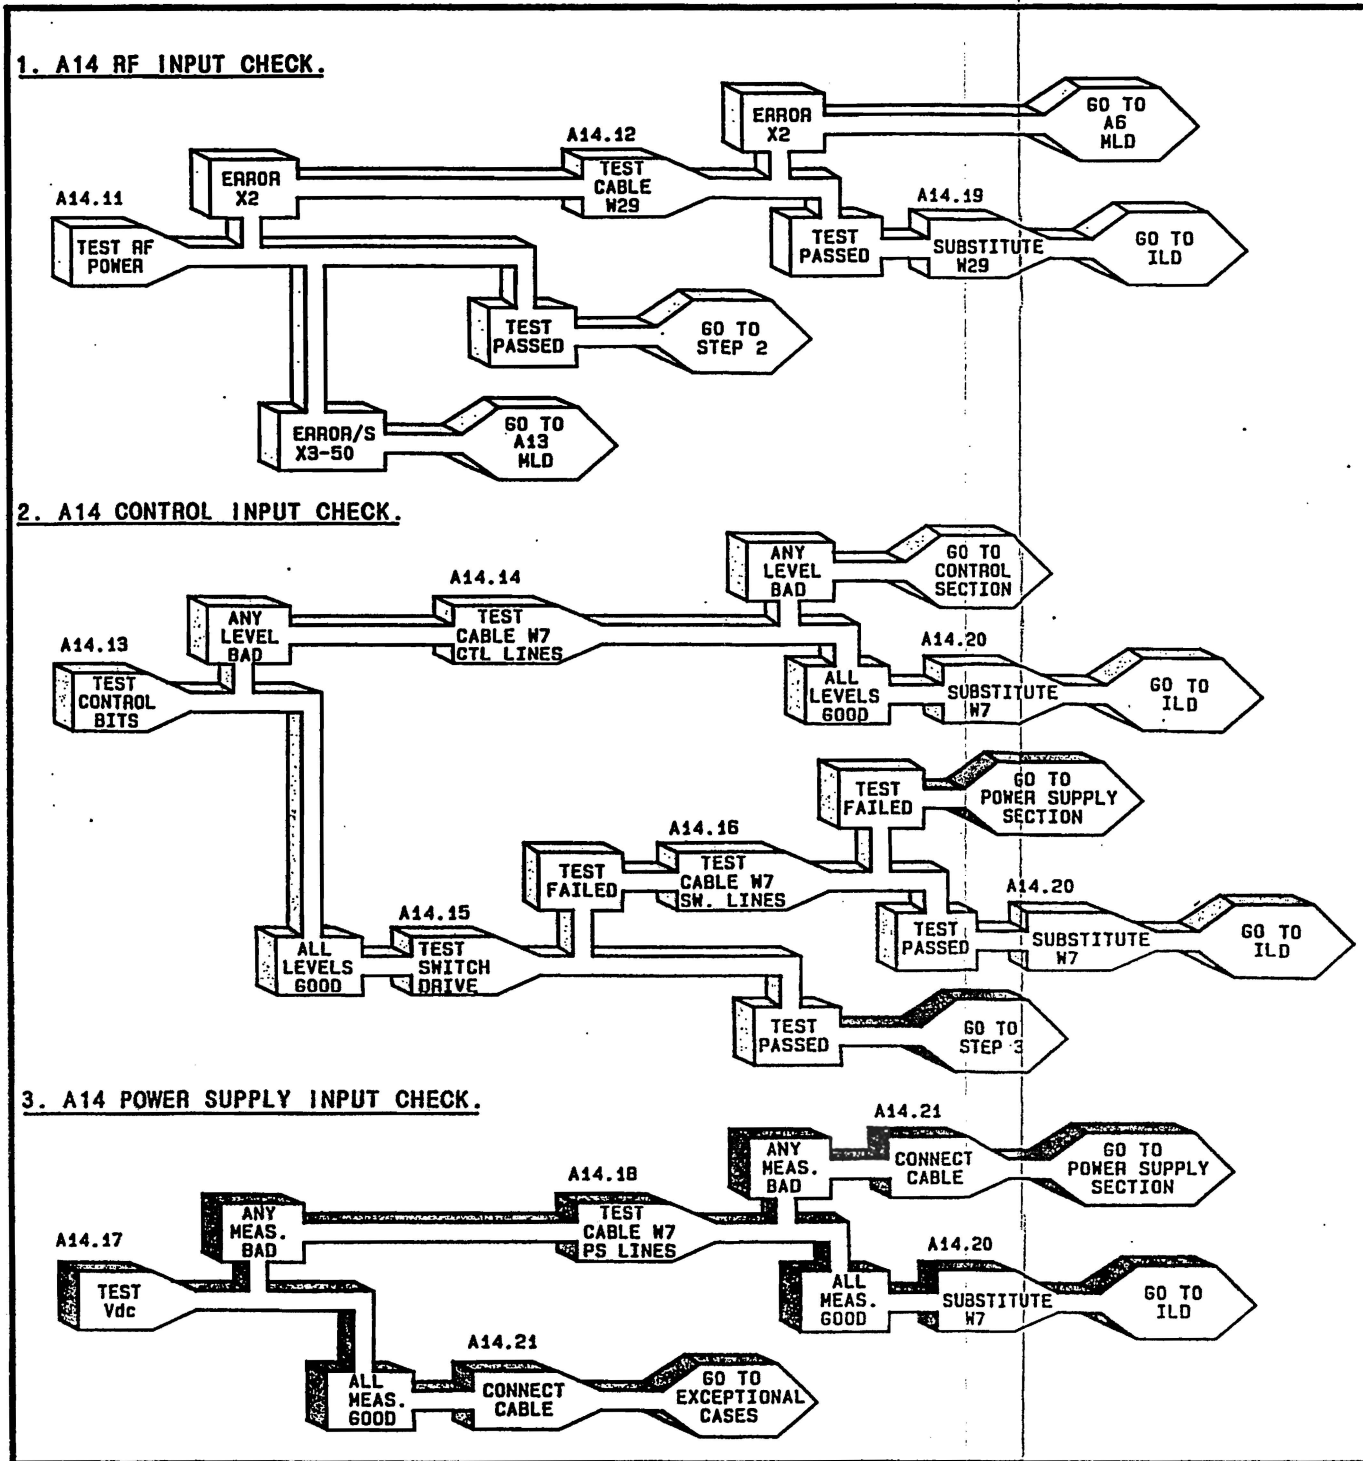 1. A14 RF INPUT CHECK.
A14.11
TEST RF
POWER
ERROR
X2
A14.12
TEST
CABLE
W29
ERROR
X2
GO TO
A6
MLD
TEST
PASSED
A14.19
SUBSTITUTE
W29
GO TO
ILD
TEST
PASSED
GO TO
STEP 2
ERROR/S
X3-50
GO TO
A13
MLD
2. A14 CONTROL INPUT CHECK.
A14.13
TEST
CONTROL
BITS
ANY
LEVEL
BAD
A14.14
TEST
CABLE W7
CTL LINES
ANY
LEVEL
BAD
GO TO
CONTROL
SECTION
ALL
LEVELS
GOOD
A14.20
SUBSTITUTE
W7
GO TO
ILD
ALL
LEVELS
GOOD
A14.15
TEST
SWITCH
DRIVE
TEST
FAILED
A14.16
TEST
CABLE W7
SW. LINES
TEST
FAILED
GO TO
POWER SUPPLY
SECTION
TEST
PASSED
A14.20
SUBSTITUTE
W7
GO TO
ILD
TEST
PASSED
GO TO
STEP 3
3. A14 POWER SUPPLY INPUT CHECK.
A14.17
TEST
Vdc
ANY
MEAS.
BAD
A14.18
TEST
CABLE W7
PS LINES
ANY
MEAS.
BAD
A14.21
CONNECT
CABLE
GO TO
POWER SUPPLY
SECTION
ALL
MEAS.
GOOD
A14.20
SUBSTITUTE
W7
GO TO
ILD
ALL
MEAS.
GOOD
A14.21
CONNECT
CABLE
GO TO
EXCEPTIONAL
CASES